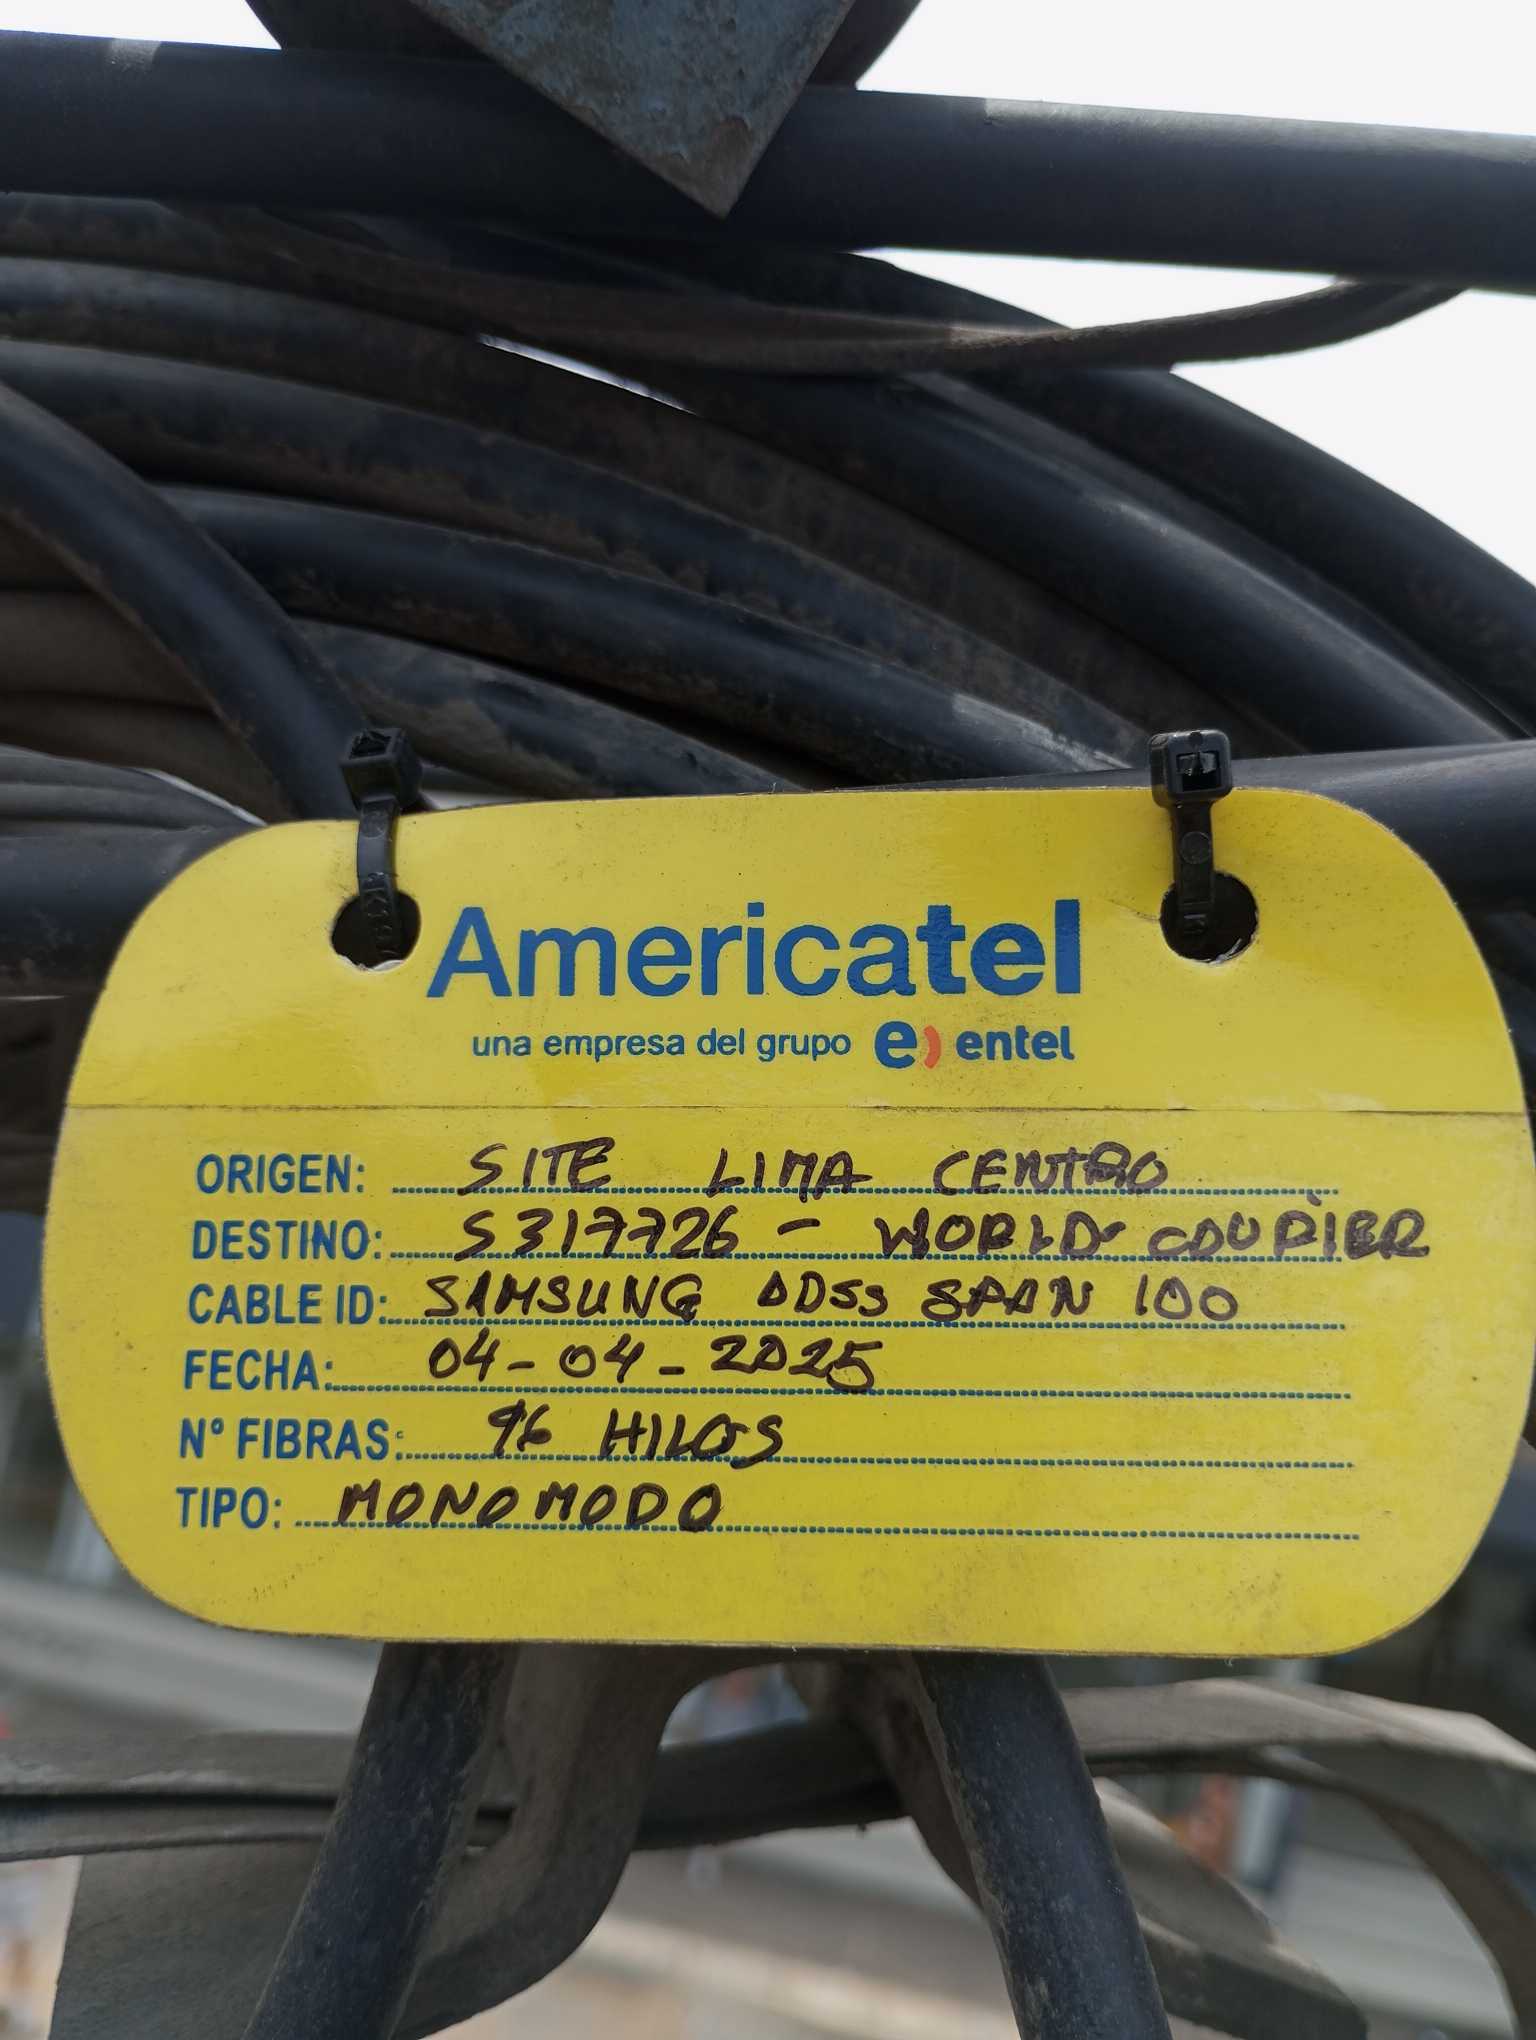 Americatel
una empresa del grupo e) entel
ORIGEN: SITE LIMA CENTRO
DESTINO: S317726 - WORLD COURIER
CABLE ID: SAMSUNG ADSS SPAN 100
FECHA: 04-04-2025
N° FIBRAS: 96 HILOS
TIPO: MONOMODO